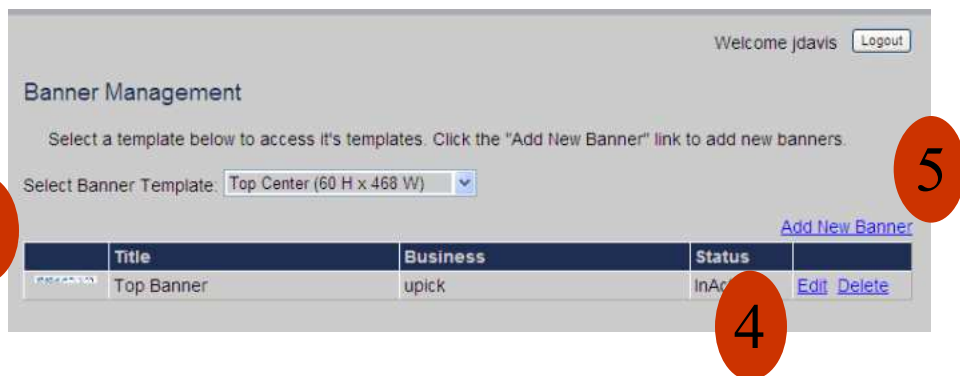 Welcome jdavis Logout
Banner Management
Select a template below to access it's templates. Click the "Add New Banner" link to add new banners.
5
Select Banner Template: Top Center (60 H x 468 W)
Add New Banner
Title Business Status
Top Banner upick Edit Delete
4